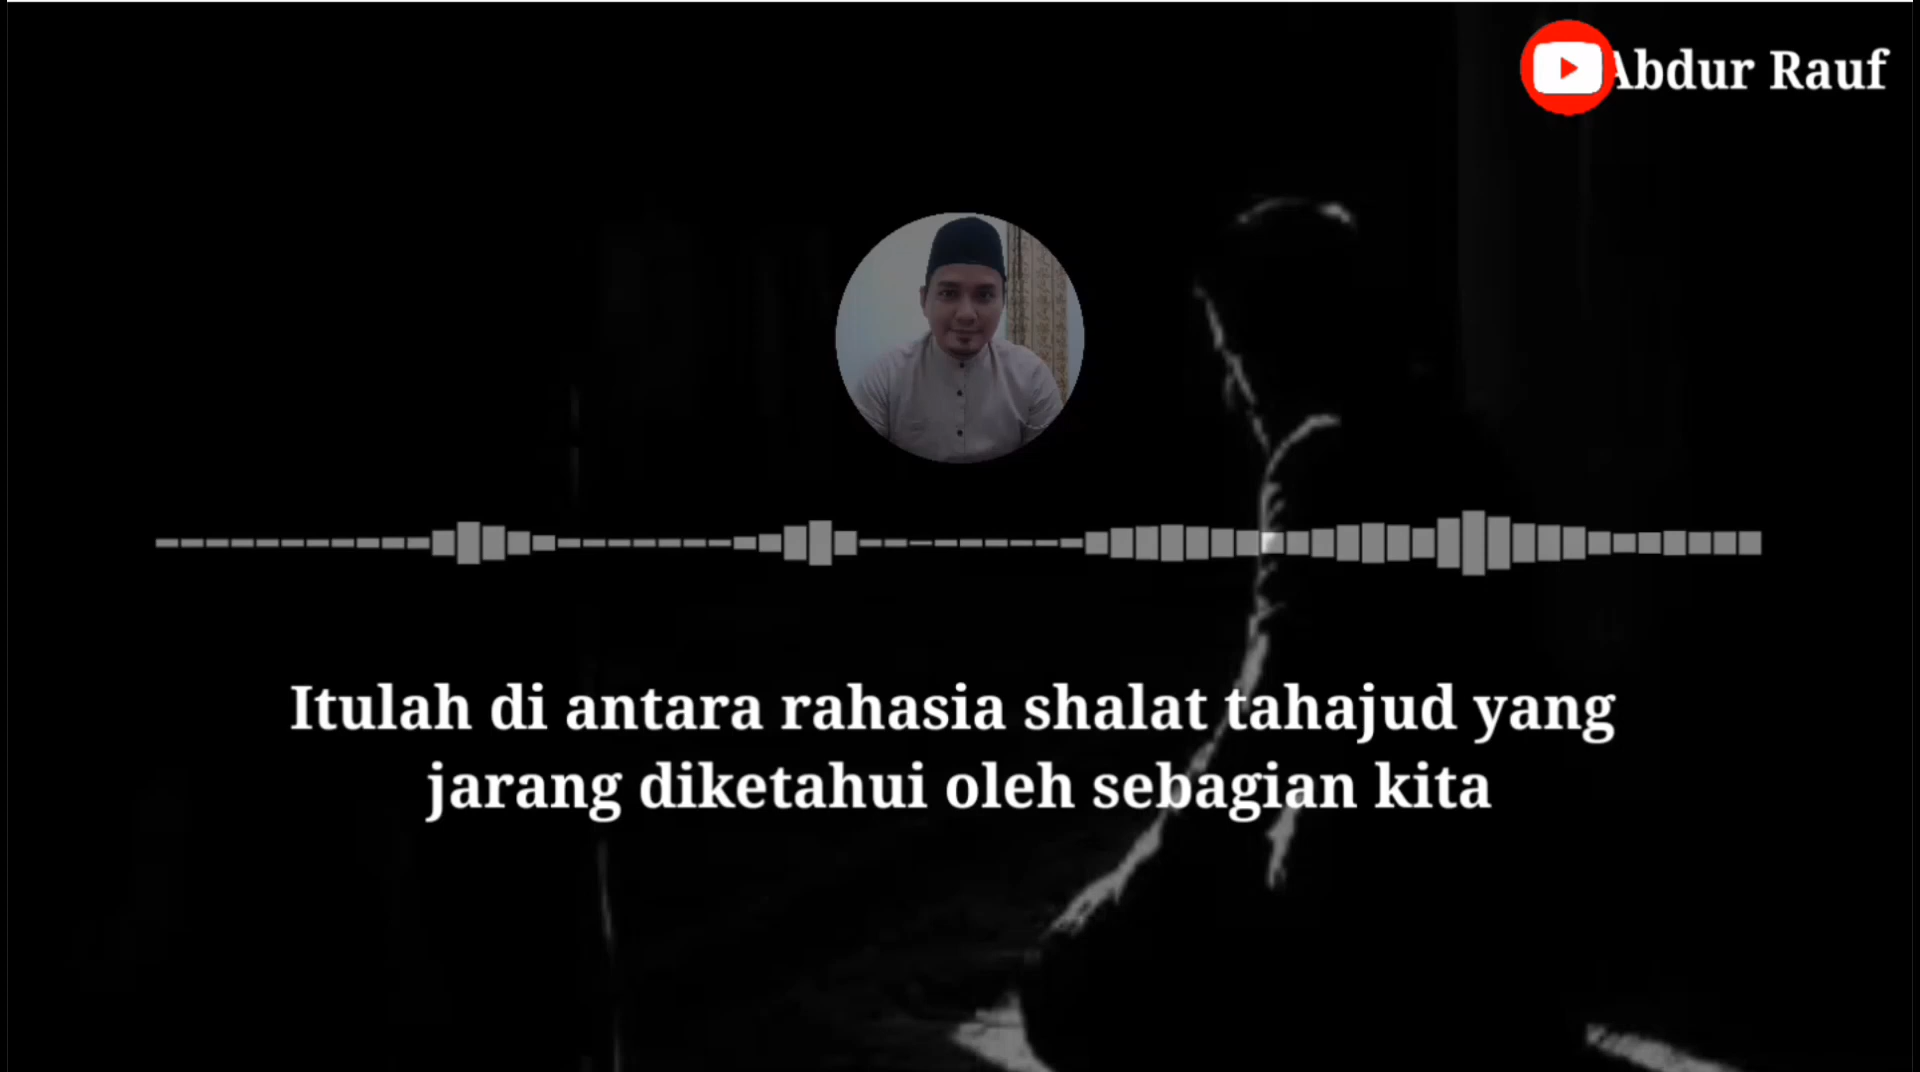 Abdur Rauf
Itulah di antara rahasia shalat tahajud yang
jarang diketahui oleh sebagian kita